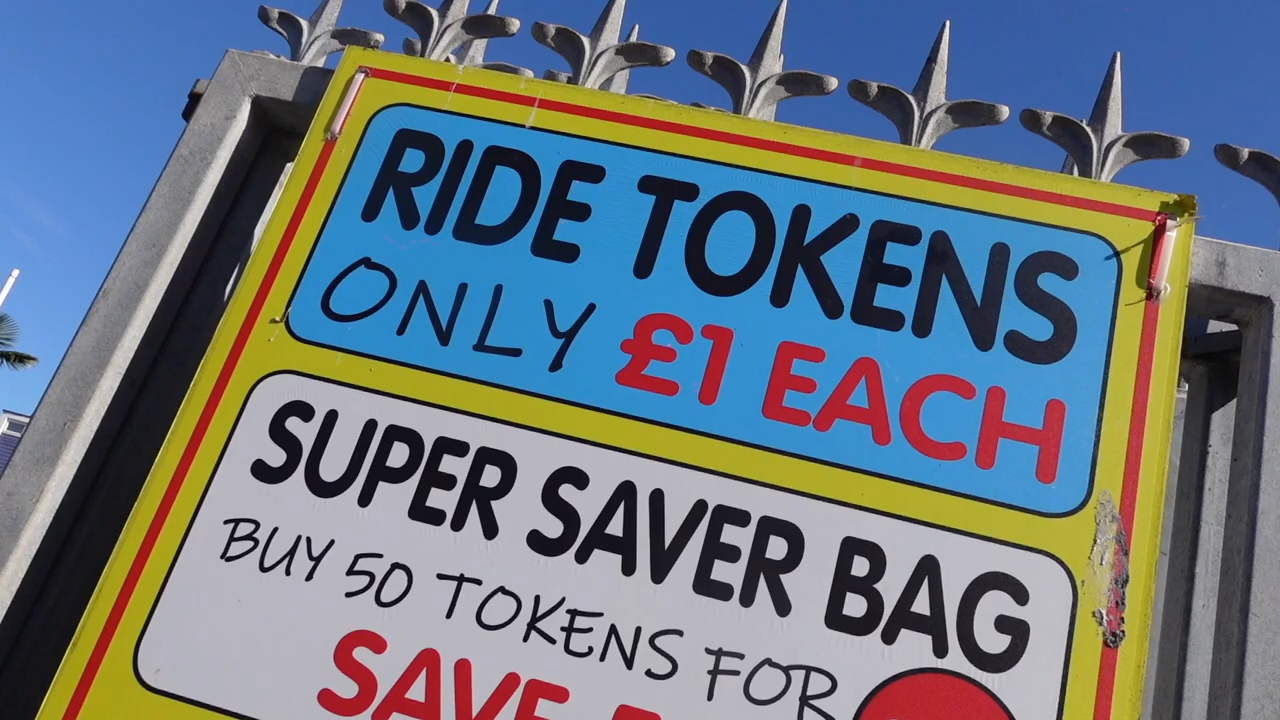 RIDE TOKENS
ONLY £1 EACH
SUPER SAVER BAG
BUY 50 TOKENS FOR
SAVE